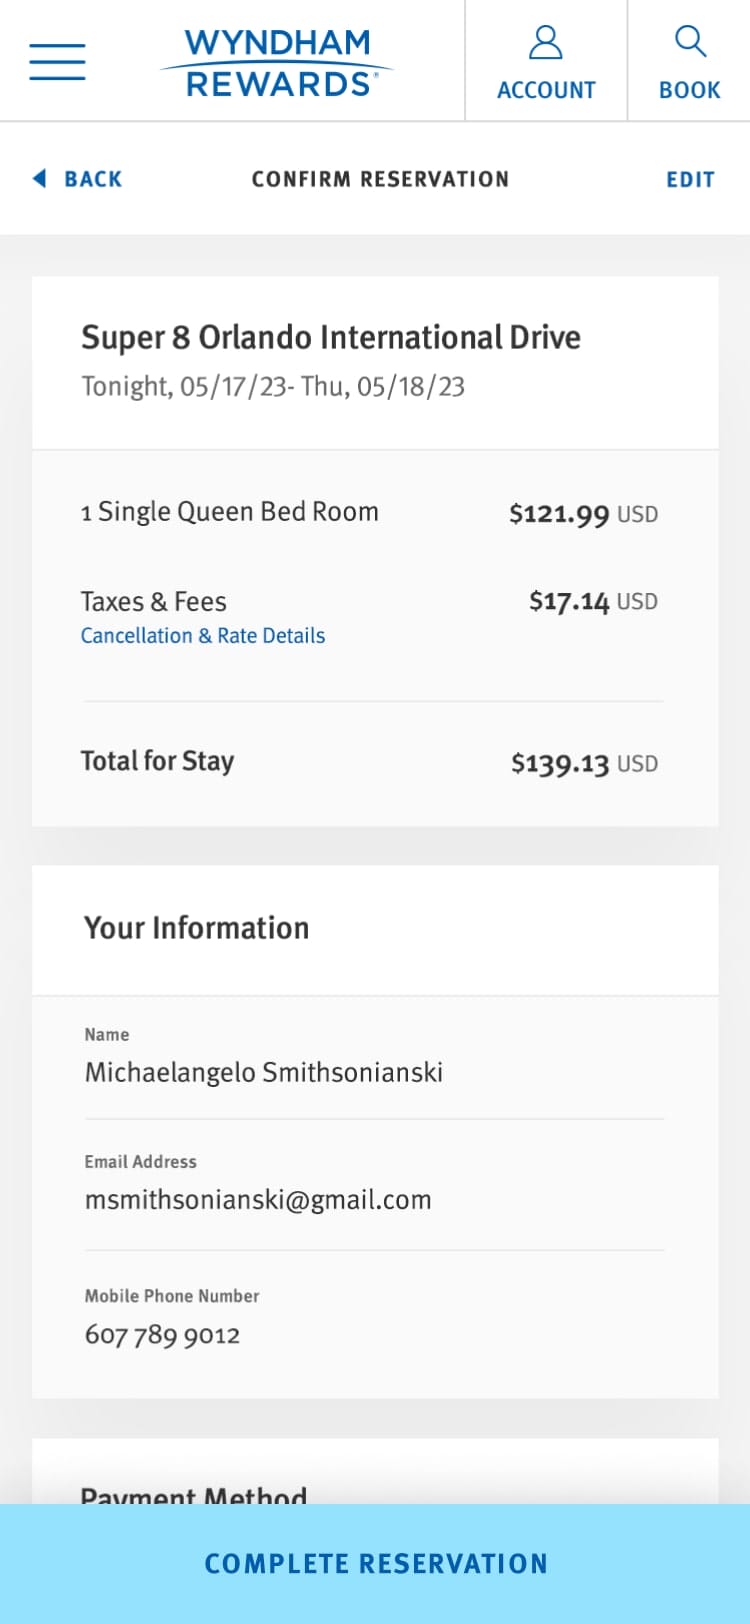 WYNDHAM
REWARDS®
ACCOUNT
BOOK
BACK
CONFIRM RESERVATION
EDIT
Super 8 Orlando International Drive
Tonight, 05/17/23- Thu, 05/18/23
1 Single Queen Bed Room $121.99 USD
Taxes & Fees $17.14 USD
Cancellation & Rate Details
Total for Stay $139.13 USD
Your Information
Name
Michaelangelo Smithsonianski
Email Address
msmithsonianski@gmail.com
Mobile Phone Number
607 789 9012
Payment Method
COMPLETE RESERVATION